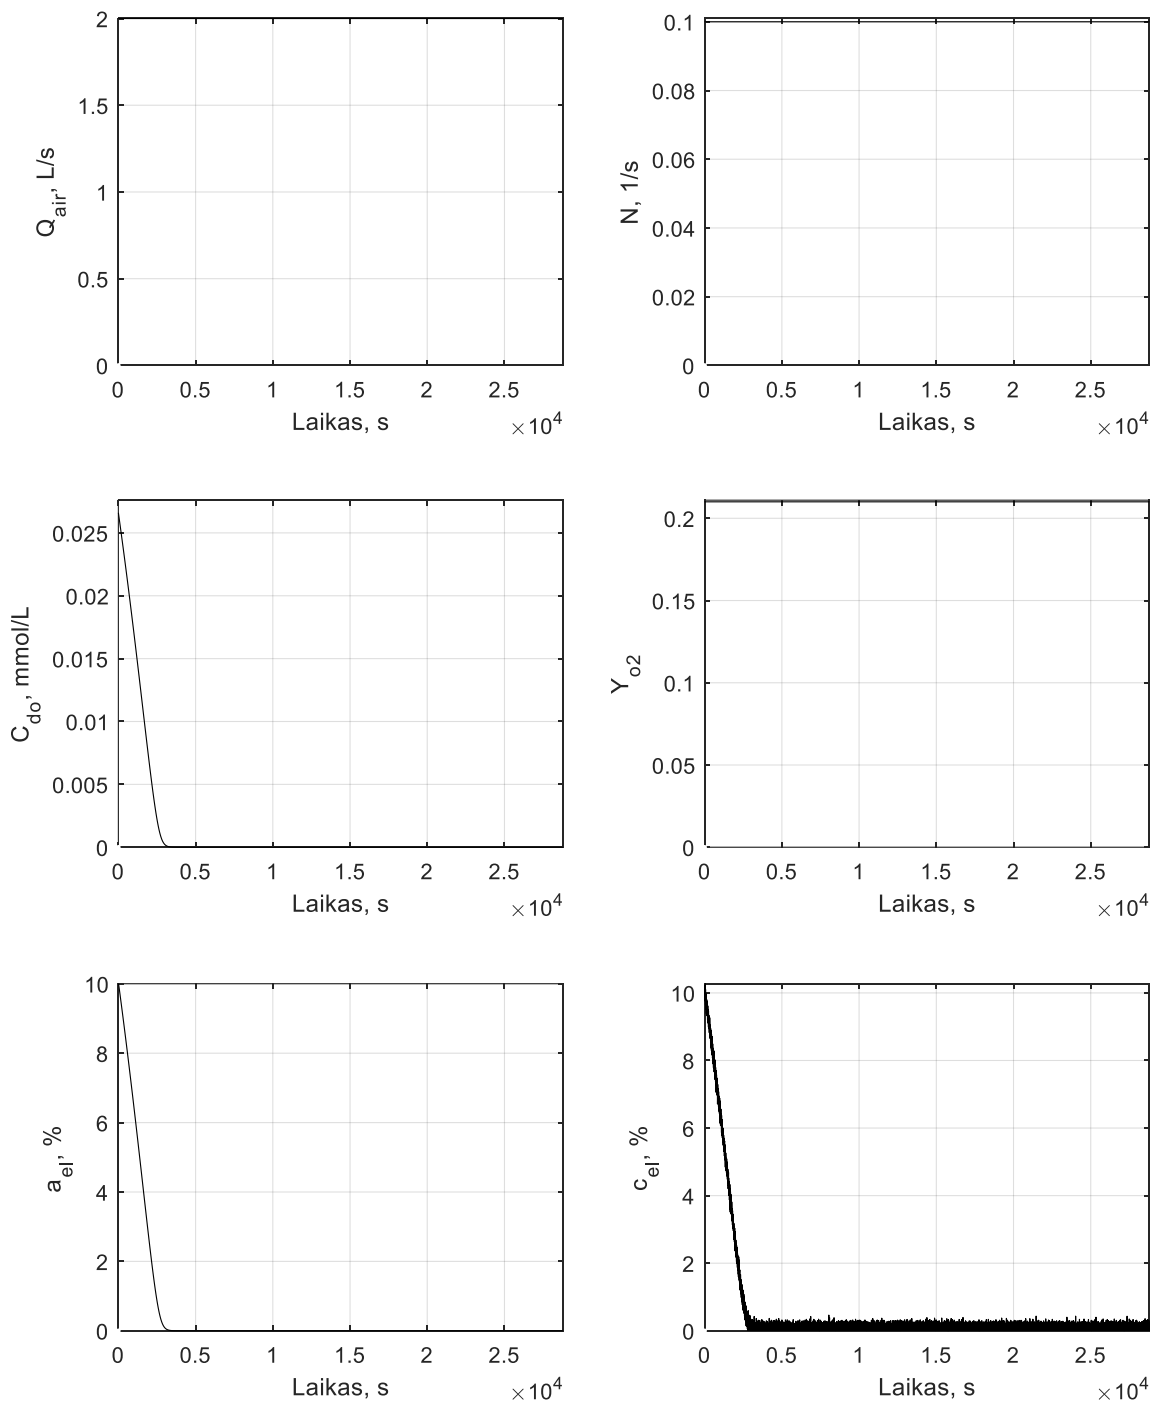 2
1.5
1
0.5
0
Q_air, L/s
0 0.5 1 1.5 2 2.5
Laikas, s
×10^4
0.1
0.08
0.06
0.04
0.02
0
N, 1/s
0 0.5 1 1.5 2 2.5
Laikas, s
×10^4
0.025
0.02
0.015
0.01
0.005
0
C_do, mmol/L
0 0.5 1 1.5 2 2.5
Laikas, s
×10^4
0.2
0.15
0.1
0.05
0
Y_o2
0 0.5 1 1.5 2 2.5
Laikas, s
×10^4
10
8
6
4
2
0
a_el, %
0 0.5 1 1.5 2 2.5
Laikas, s
×10^4
10
8
6
4
2
0
c_el, %
0 0.5 1 1.5 2 2.5
Laikas, s
×10^4